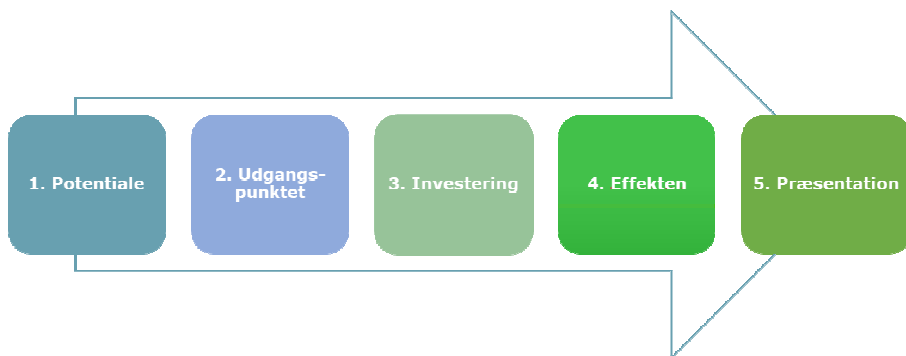 1. Potentiale
2. Udgangs-
punktet
3. Investering
4. Effekten
5. Præsentation